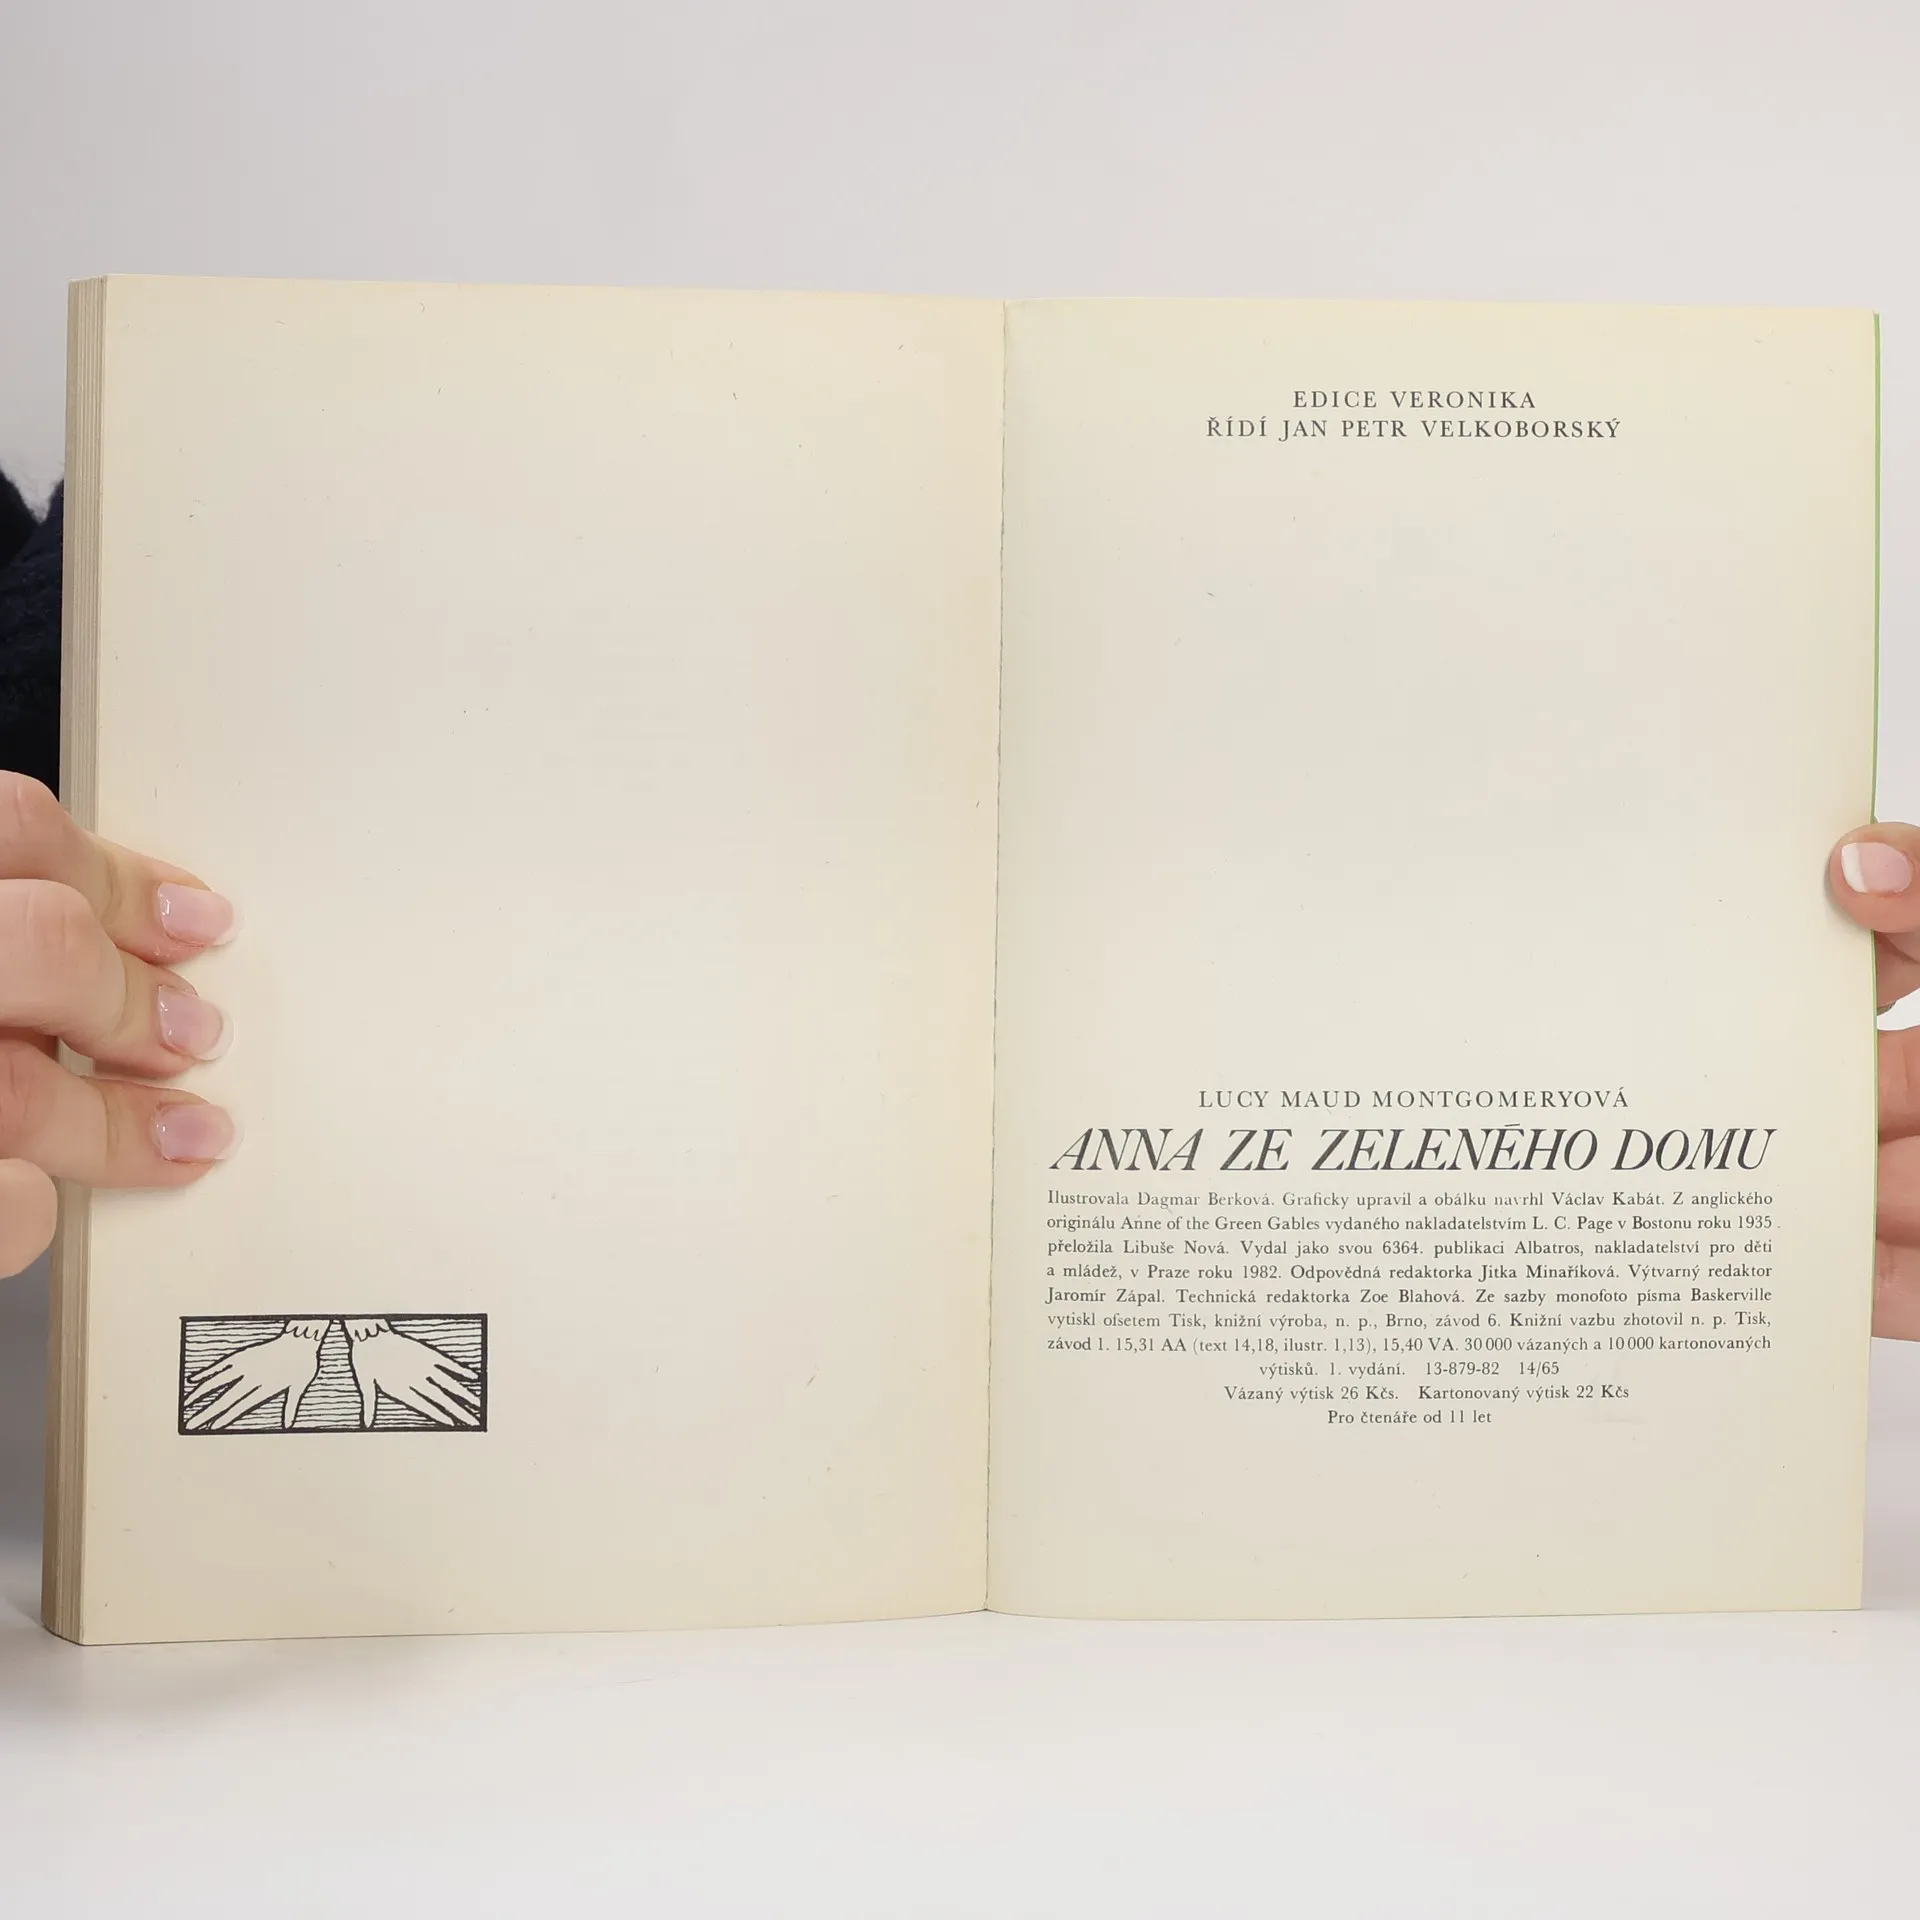 EDICE VERONIKA
ŘÍDÍ JAN PETR VELKOBORSKÝ
LUCY MAUD MONTGOMERYOVÁ
ANNA ZE ZELENÉHO DOMU
Ilustrovala Dagmar Berková. Graficky upravil a obálku navrhl Václav Kabát. Z anglického
originálu Anne of the Green Gables vydaného nakladatelstvím L. C. Page v Bostonu roku 1935.
přeložila Libuše Nová. Vydal jako svou 6364. publikaci Albatros, nakladatelství pro děti
a mládež, v Praze roku 1982. Odpovědná redaktorka Jitka Minaříková. Výtvarný redaktor
Jaromír Zápal. Technická redaktorka Zoe Blahová. Ze sazby monofoto písma Baskerville
vytiskl ofsetem Tisk, knižní výroba, n. p., Brno, závod 6. Knižní vazbu zhotovil n. p. Tisk,
závod 1. 15,31 AA (text 14,18, ilustr. 1,13), 15,40 VA. 30 000 vázaných a 10 000 kartonovaných
výtisků. 1. vydání. 13-879-82 14/65
Vázaný výtisk 26 Kčs. Kartonovaný výtisk 22 Kčs
Pro čtenáře od 11 let